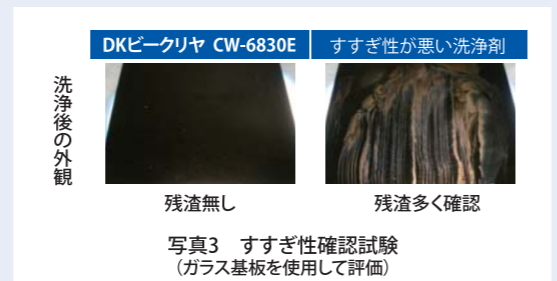 DKビークリヤ CW-6830E
すすぎ性が悪い洗浄剤
洗浄後の外観
残渣無し
残渣多く確認
写真3　すすぎ性確認試験
（ガラス基板を使用して評価）